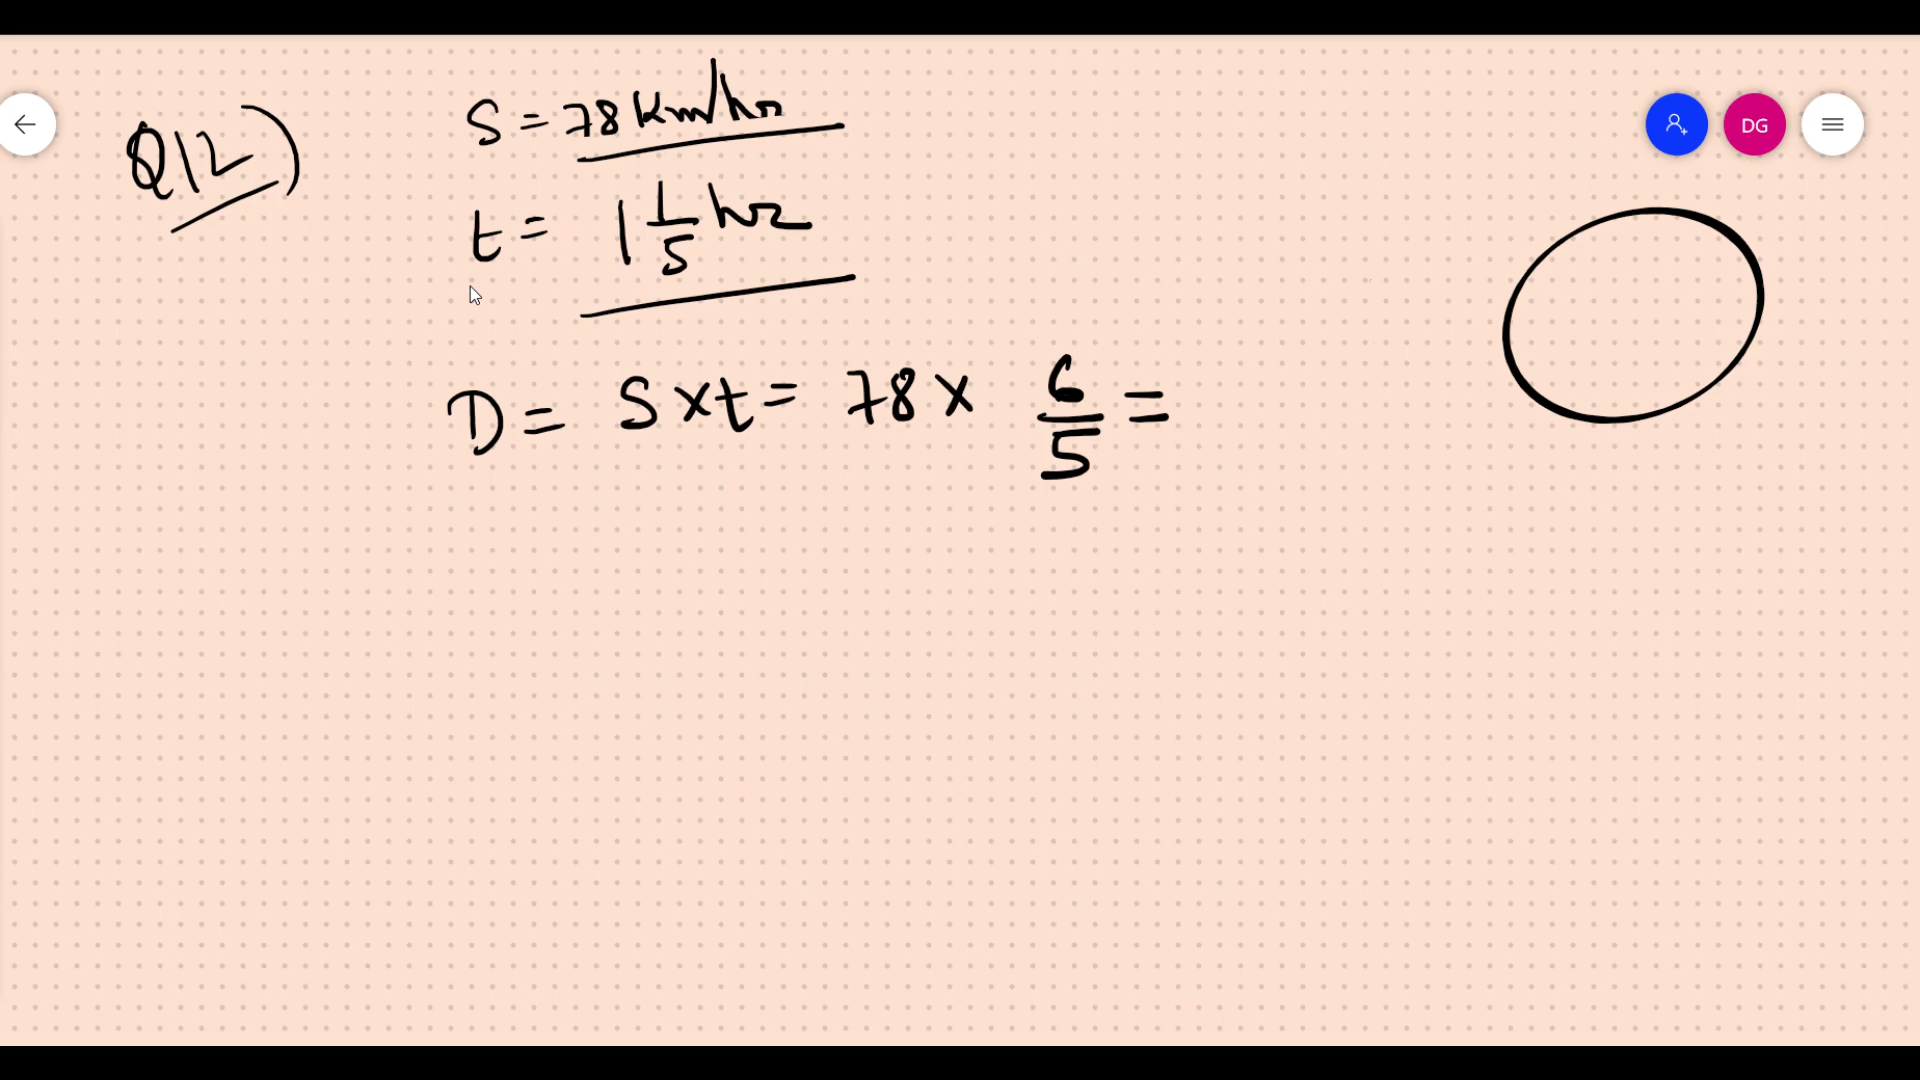 Q12)
S = 78 Km/hr
t = 1 1/5 hr
D = S x t = 78 x 6/5 =
DG